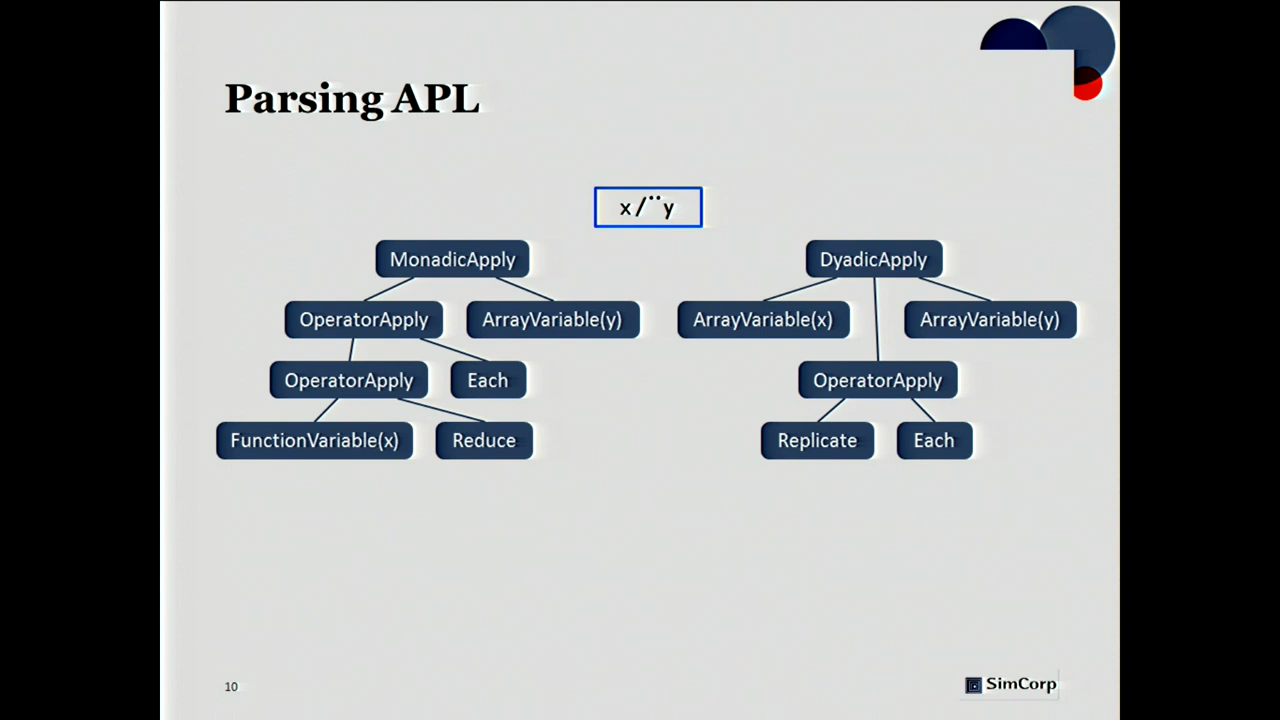 Parsing APL
x/¨y
MonadicApply
DyadicApply
OperatorApply
ArrayVariable(y)
ArrayVariable(x)
ArrayVariable(y)
OperatorApply
Each
OperatorApply
FunctionVariable(x)
Reduce
Replicate
Each
10
SimCorp